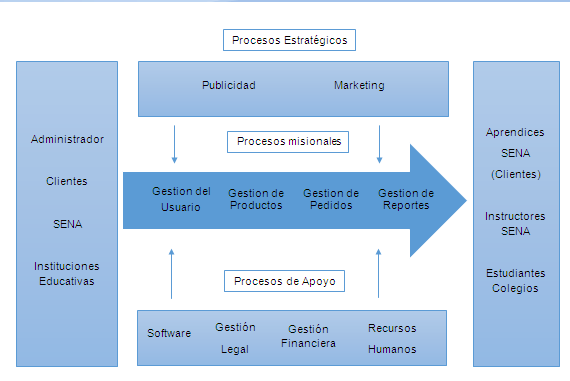 Procesos Estratégicos
Publicidad
Marketing
Procesos misionales
Administrador
Clientes
SENA
Instituciones
Educativas
Gestion del
Usuario
Gestion de
Productos
Gestion de
Pedidos
Gestion de
Reportes
Aprendices
SENA
(Clientes)
Instructores
SENA
Estudiantes
Colegios
Procesos de Apoyo
Software
Gestión
Legal
Gestión
Financiera
Recursos
Humanos